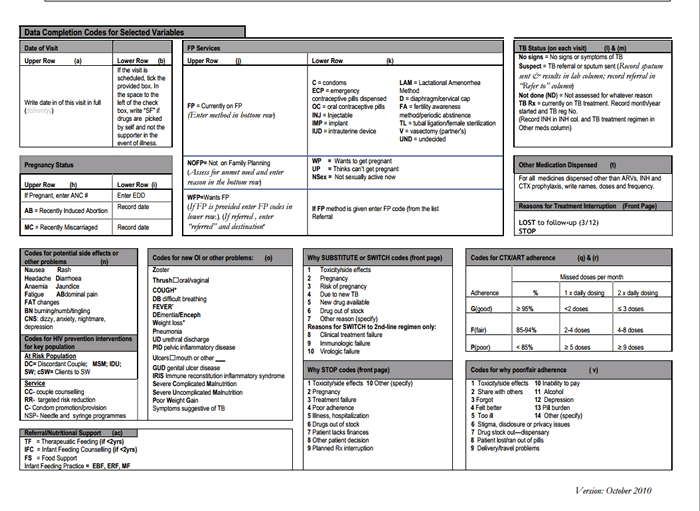 Data Completion Codes for Selected Variables
Date of Visit
Upper Row (a) Lower Row (b)
Write date in of this visit in full
(dd/mm/yy)
If the visit is
scheduled, tick the
provided box. In
the space to the
left of the check
box, write "SF" if
drugs are picked
by self and not the
supporter in the
event of illness.
Pregnancy Status
Upper Row (h) Lower Row (i)
If Pregnant, enter ANC # Enter EDD
AB = Recently Induced Abortion Record date
MC = Recently Miscarriaged Record date
FP Services
Upper Row (j) Lower Row (k)
FP = Currently on FP
(Enter method in bottom row)
C = condoms
ECP = emergency
contraceptive pills dispensed
OC = oral contraceptive pills
INJ = Injectable
IMP = implant
IUD = intrauterine device
LAM = Lactational Amenorrhea
Method
D = diaphragm/cervical cap
FA = fertility awareness
method/periodic abstinence
TL = tubal ligation/female sterilization
V = vasectomy (partner's)
UND = undecided
NOFP= Not on Family Planning
(Assess for unmet need and enter
reason in the bottom row)
WP = Wants to get pregnant
UP = Thinks can't get pregnant
NSex = Not sexually active now
WFP=Wants FP
(If FP is provided enter FP codes in
lower row.). (If referred , enter
"referred" and destination"
If FP method is given enter FP code (from the list
Referral
TB Status (on each visit) (l) & (m)
No signs = No signs or symptoms of TB
Suspect = TB referral or sputum sent (Record sputum
sent & results in lab column; record referral in
"Refer to" column)
Not done (ND) = Not assessed for whatever reason
TB Rx = currently on TB treatment. Record month/year
started and TB reg No.
(Record INH in INH col. and TB treatment regimen in
Other meds column)
Other Medication Dispensed (t)
For all medicines dispensed other than ARVs, INH and
CTX prophylaxis, write names, doses and frequency.
Reasons for Treatment Interruption (Front Page)
LOST to follow-up (3/12)
STOP
Codes for potential side effects or
other problems (n)
Nausea Rash
Headache Diarrhoea
Anaemia Jaundice
Fatigue ABdominal pain
FAT changes
BN burning/numb/tingling
CNS: dizzy, anxiety, nightmare,
depression
Codes for HIV prevention interventions
for key population
At Risk Population
DC= Discordant Couple; MSM; IDU;
SW; cSW= Clients to SW
Service
CC- couple counselling
RR- targeted risk reduction
C- Condom promotion/provision
NSP- Needle and syringe programmes
Referral/Nutritional Support (ac)
TF = Therapeuatic Feeding (if <2yrs)
IFC = Infant Feeding Counselling (if <2yrs)
FS = Food Support
Infant Feeding Practice = EBF, ERF, MF
Codes for new OI or other problems: (o)
Zoster
Thrush□oral/vaginal
COUGH*
DB difficult breathing
FEVER*
DEmentia/Enceph
Weight loss*
Pneumonia
UD urethral discharge
PID pelvic inflammatory disease
Ulcers□mouth or other ___
GUD genital ulcer disease
IRIS Immune reconstitution inflammatory syndrome
Severe Complicated Malnutrition
Severe Uncomplicated Malnutrition
Poor Weight Gain
Symptoms suggestive of TB
Why SUBSTITUTE or SWITCH codes (front page)
1 Toxicity/side effects
2 Pregnancy
3 Risk of pregnancy
4 Due to new TB
5 New drug available
6 Drug out of stock
7 Other reason (specify)
Reasons for SWITCH to 2nd-line regimen only:
8 Clinical treatment failure
9 Immunologic failure
10 Virologic failure
Why STOP codes (front page)
1 Toxicity/side effects 10 Other (specify)
2 Pregnancy
3 Treatment failure
4 Poor adherence
5 Illness, hospitalization
6 Drugs out of stock
7 Patient lacks finances
8 Other patient decision
9 Planned Rx interruption
Codes for CTX/ART adherence (q) & (r)
Missed doses per month
Adherence % 1 x daily dosing 2 x daily dosing
G(good) ≥ 95% <2 doses ≤ 3 doses
F(fair) 85-94% 2-4 doses 4-8 doses
P(poor) < 85% ≥ 5 doses ≥ 9 doses
Codes for why poor/fair adherence ( v)
1 Toxicity/side effects 10 Inability to pay
2 Share with others 11 Alcohol
3 Forgot 12 Depression
4 Felt better 13 Pill burden
5 Too ill 14 Other (specify)
6 Stigma, disclosure or privacy issues
7 Drug stock out—dispensary
8 Patient lost/ran out of pills
9 Delivery/travel problems
Version: October 2010